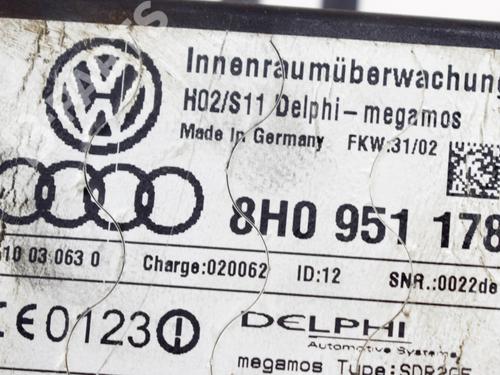 Innenraumüberwachung
H02/S11 Delphi-megamos
Made in Germany FKW:31/02
8H0 951 178
10 03 063 0 Charge:020062 ID:12 SNR.:0022de
CE0123
DELPHI
Automotive Systems
megamos Type: